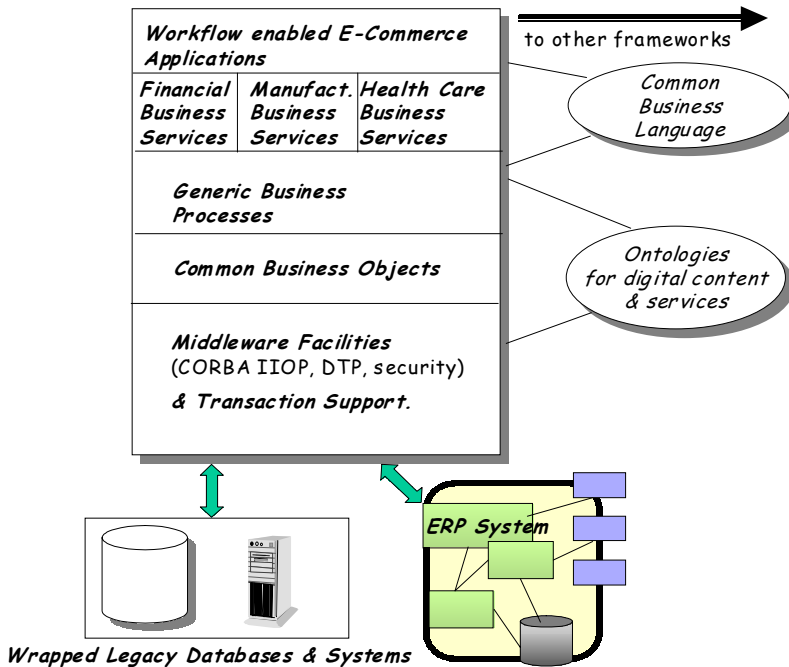 Workflow enabled E-Commerce
Applications
to other frameworks
Financial
Business
Services
Manufact.
Business
Services
Health Care
Business
Services
Common
Business
Language
Generic Business
Processes
Common Business Objects
Ontologies
for digital content
& services
Middleware Facilities
(CORBA IIOP, DTP, security)
& Transaction Support.
ERP System
Wrapped Legacy Databases & Systems